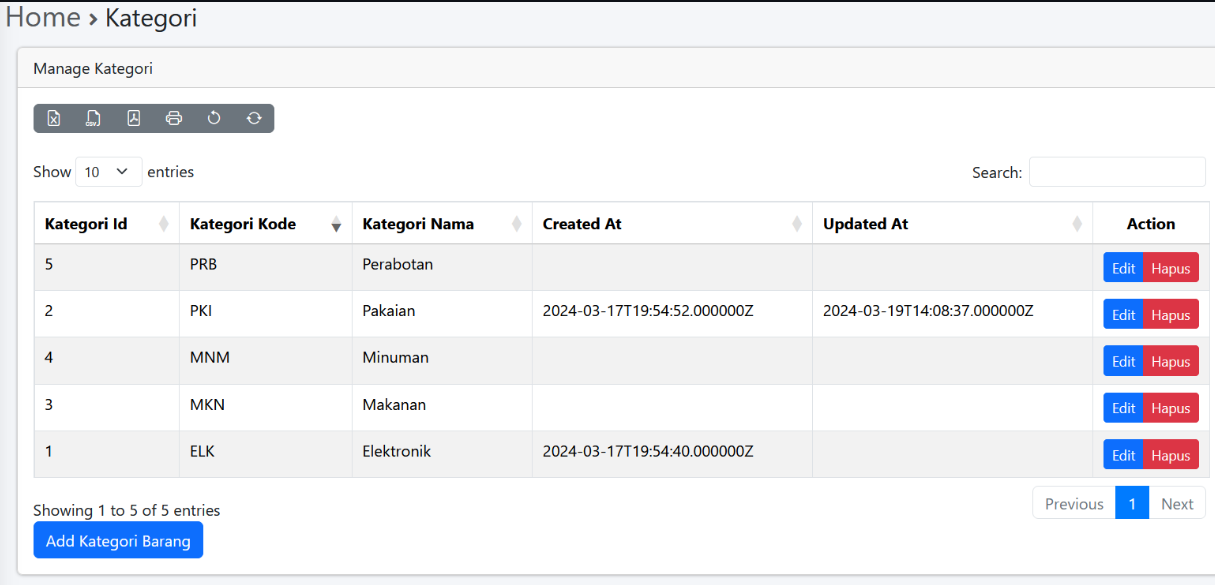 Home › Kategori
Manage Kategori
CSV
Show 10 entries
Search:
Kategori Id Kategori Kode Kategori Nama Created At Updated At Action
5 PRB Perabotan Edit Hapus
2 PKI Pakaian 2024-03-17T19:54:52.000000Z 2024-03-19T14:08:37.000000Z Edit Hapus
4 MNM Minuman Edit Hapus
3 MKN Makanan Edit Hapus
1 ELK Elektronik 2024-03-17T19:54:40.000000Z Edit Hapus
Showing 1 to 5 of 5 entries
Previous 1 Next
Add Kategori Barang